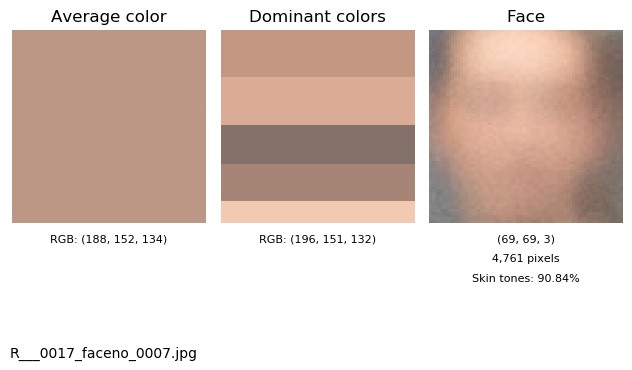 Average color
Dominant colors
Face
RGB: (188, 152, 134)
RGB: (196, 151, 132)
(69, 69, 3)
4,761 pixels
Skin tones: 90.84%
R___0017_faceno_0007.jpg